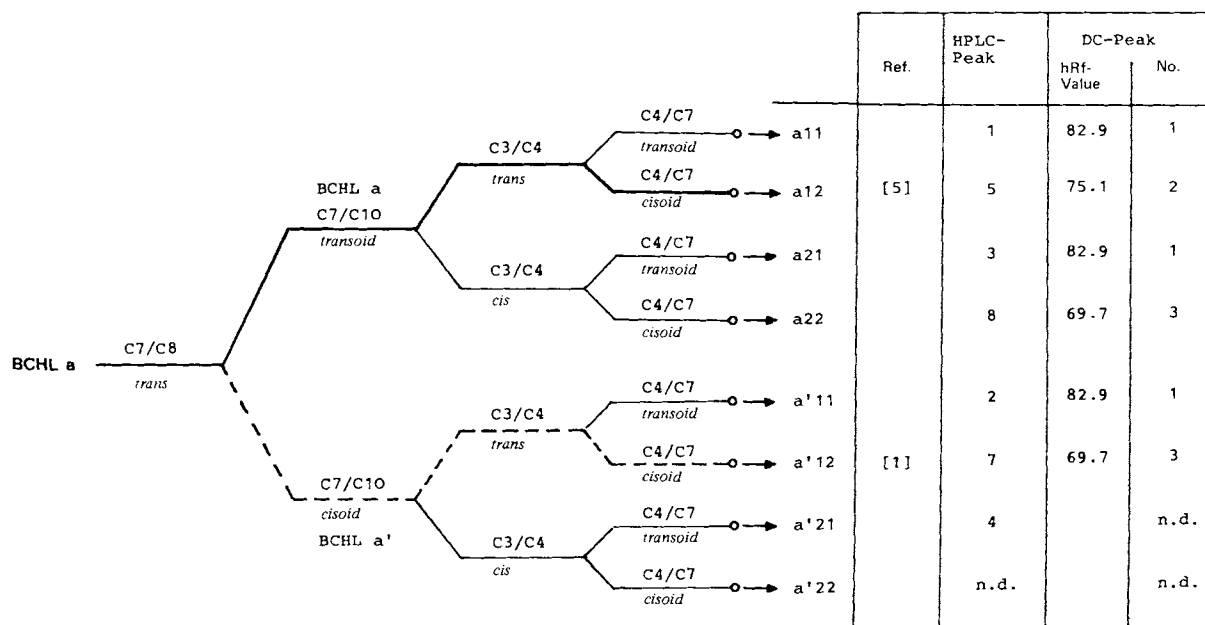 Ref.
HPLC-
Peak
DC-Peak
hRf-
Value
No.
C4/C7
transoid
a11
1
82.9
1
C3/C4
trans
C4/C7
cisoid
a12
[5]
5
75.1
2
BCHL a
C7/C10
transoid
C4/C7
transoid
a21
3
82.9
1
C3/C4
cis
C4/C7
cisoid
a22
8
69.7
3
BCHL a
C7/C8
trans
C4/C7
transoid
a'11
2
82.9
1
C3/C4
trans
C4/C7
cisoid
a'12
[1]
7
69.7
3
C7/C10
cisoid
BCHL a'
C4/C7
transoid
a'21
4
n.d.
C3/C4
cis
C4/C7
cisoid
a'22
n.d.
n.d.